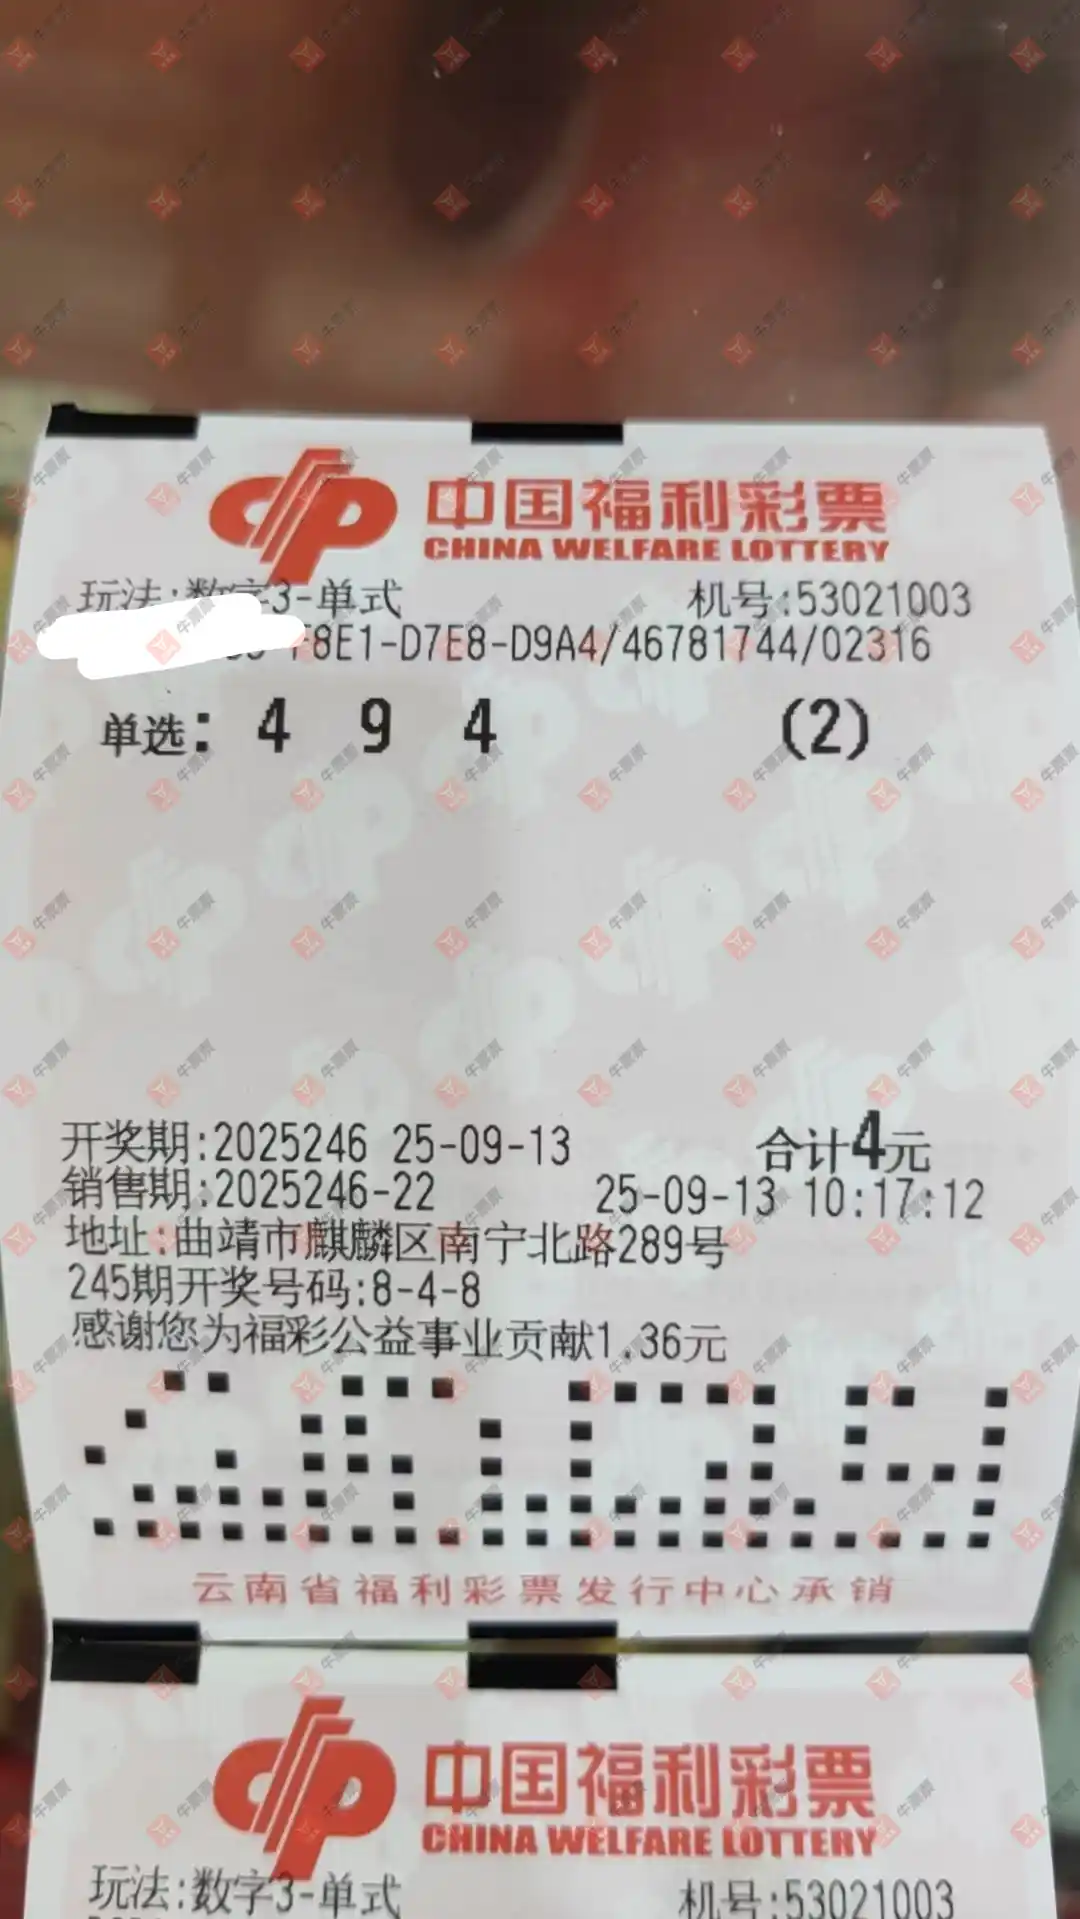 中国福利彩票
CHINA WELFARE LOTTERY
玩法:数字3-单式 机号:53021003
F8E1-D7E8-D9A4/46781744/02316
单选: 4 9 4 (2)
开奖期:2025246 25-09-13 合计4元
销售期:2025246-22 25-09-13 10:17:12
地址:曲靖市麒麟区南宁北路289号
245期开奖号码:8-4-8
感谢您为福彩公益事业贡献1.36元
云南省福利彩票发行中心承销
中国福利彩票
CHINA WELFARE LOTTERY
玩法:数字3-单式 机号:53021003